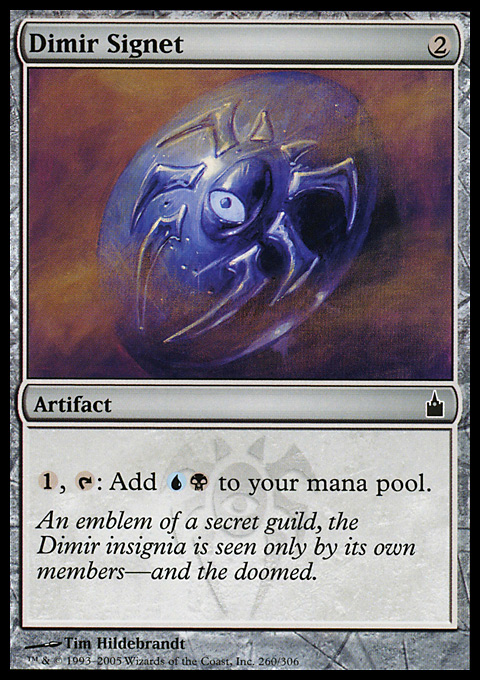 Dimir Signet 2
Artifact
1, : Add to your mana pool.
An emblem of a secret guild, the
Dimir insignia is seen only by its own
members—and the doomed.
Tim Hildebrandt
™ & © 1993–2005 Wizards of the Coast, Inc. 260/306